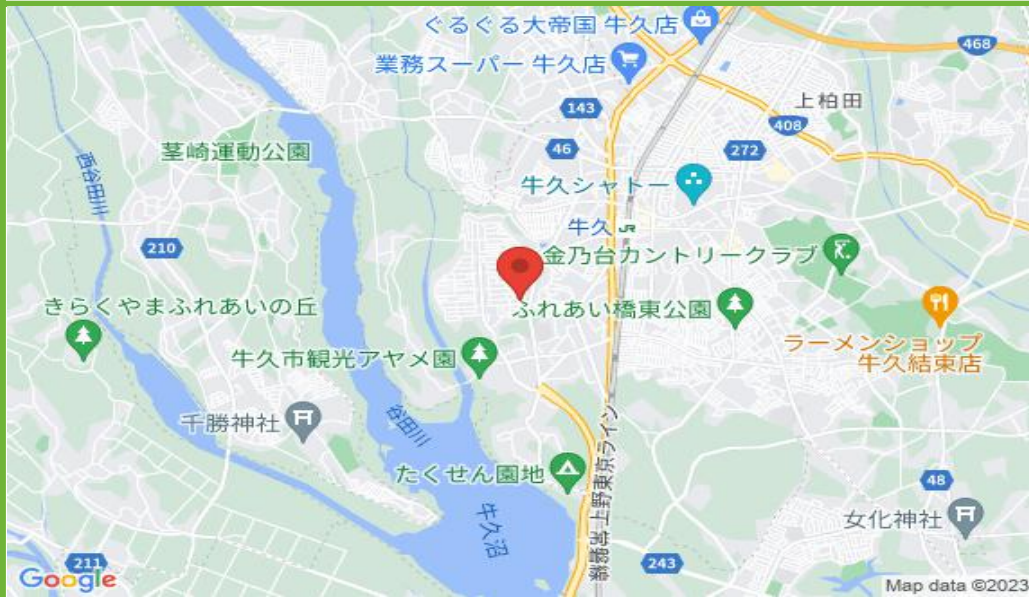 ぐるぐる大帝国 牛久店
業務スーパー 牛久店
468
上柏田
143
408
茎崎運動公園
46
272
西谷田川
牛久シャトー
牛久 JR
210
金乃台カントリークラブ
きらくやまふれあいの丘
ふれあい橋東公園
牛久市観光アヤメ園
ラーメンショップ
牛久結束店
千勝神社
谷田川
上野東京ライン
たくせん園地
48
牛久沼
女化神社
211
243
Google
Map data ©2023